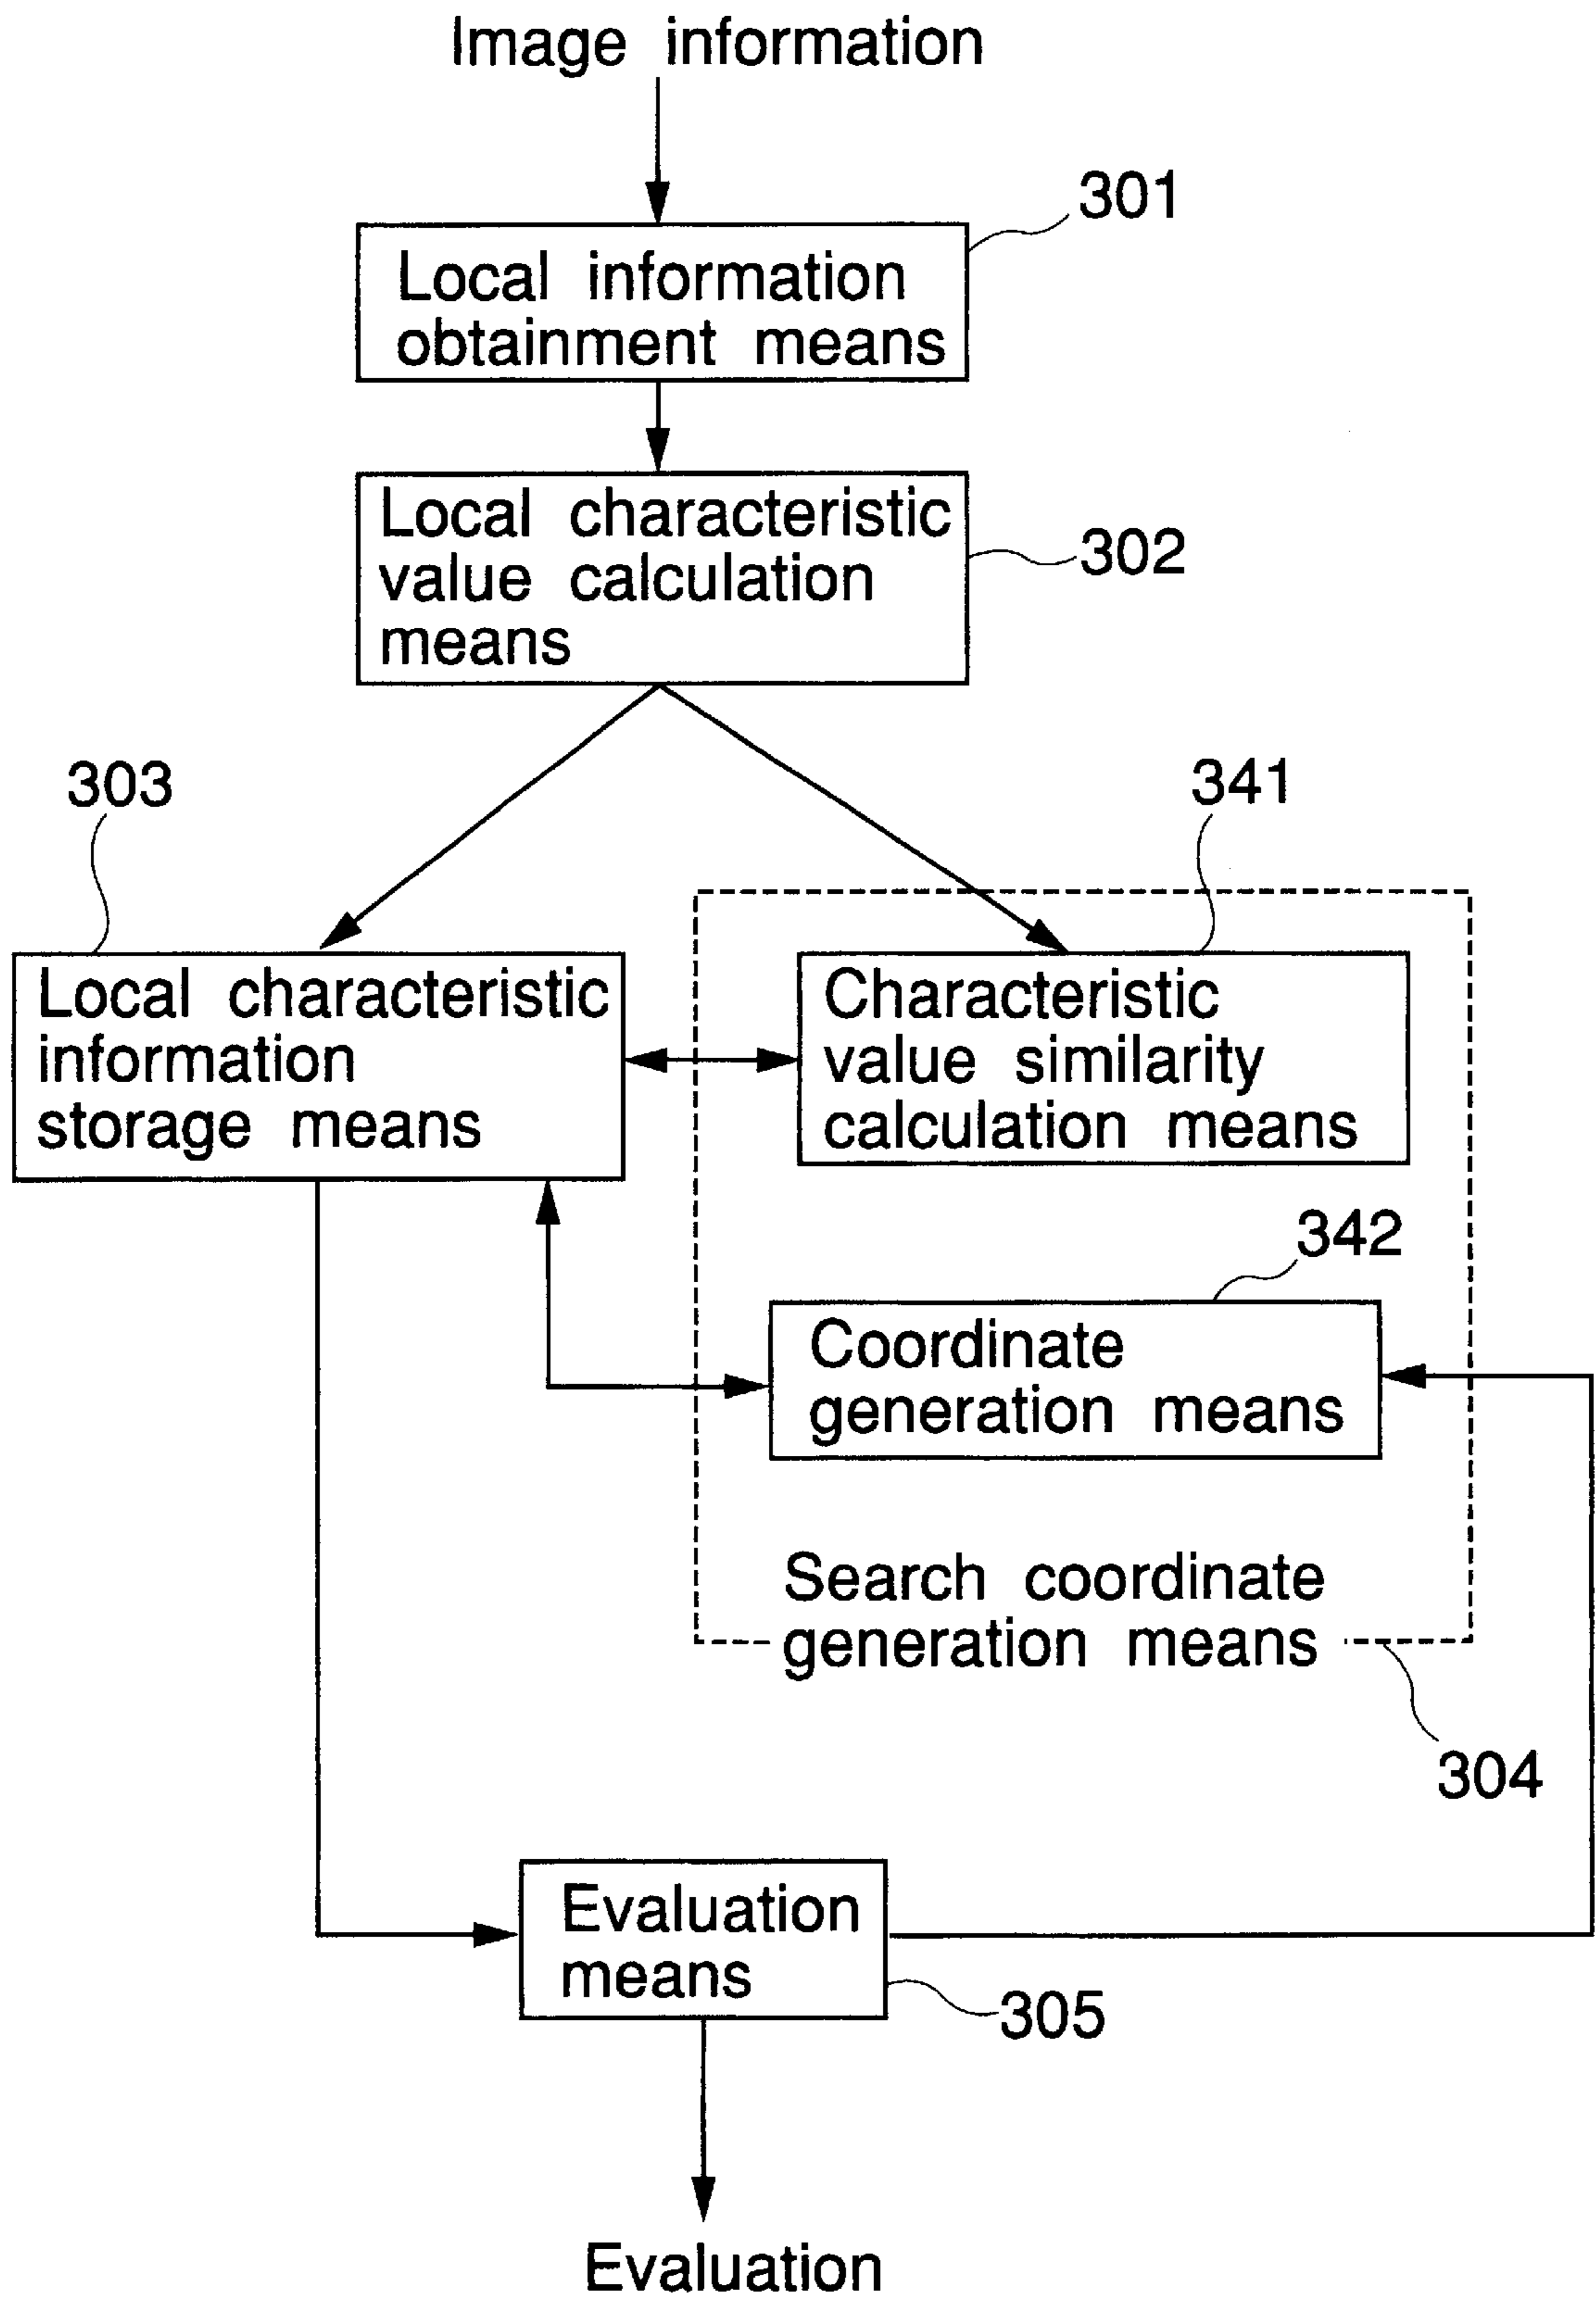 Image information
301
Local information
obtainment means
Local characteristic
value calculation
means
302
303
341
Local characteristic
information
storage means
Characteristic
value similarity
calculation means
342
Coordinate
generation means
Search coordinate
generation means
304
Evaluation
means
305
Evaluation